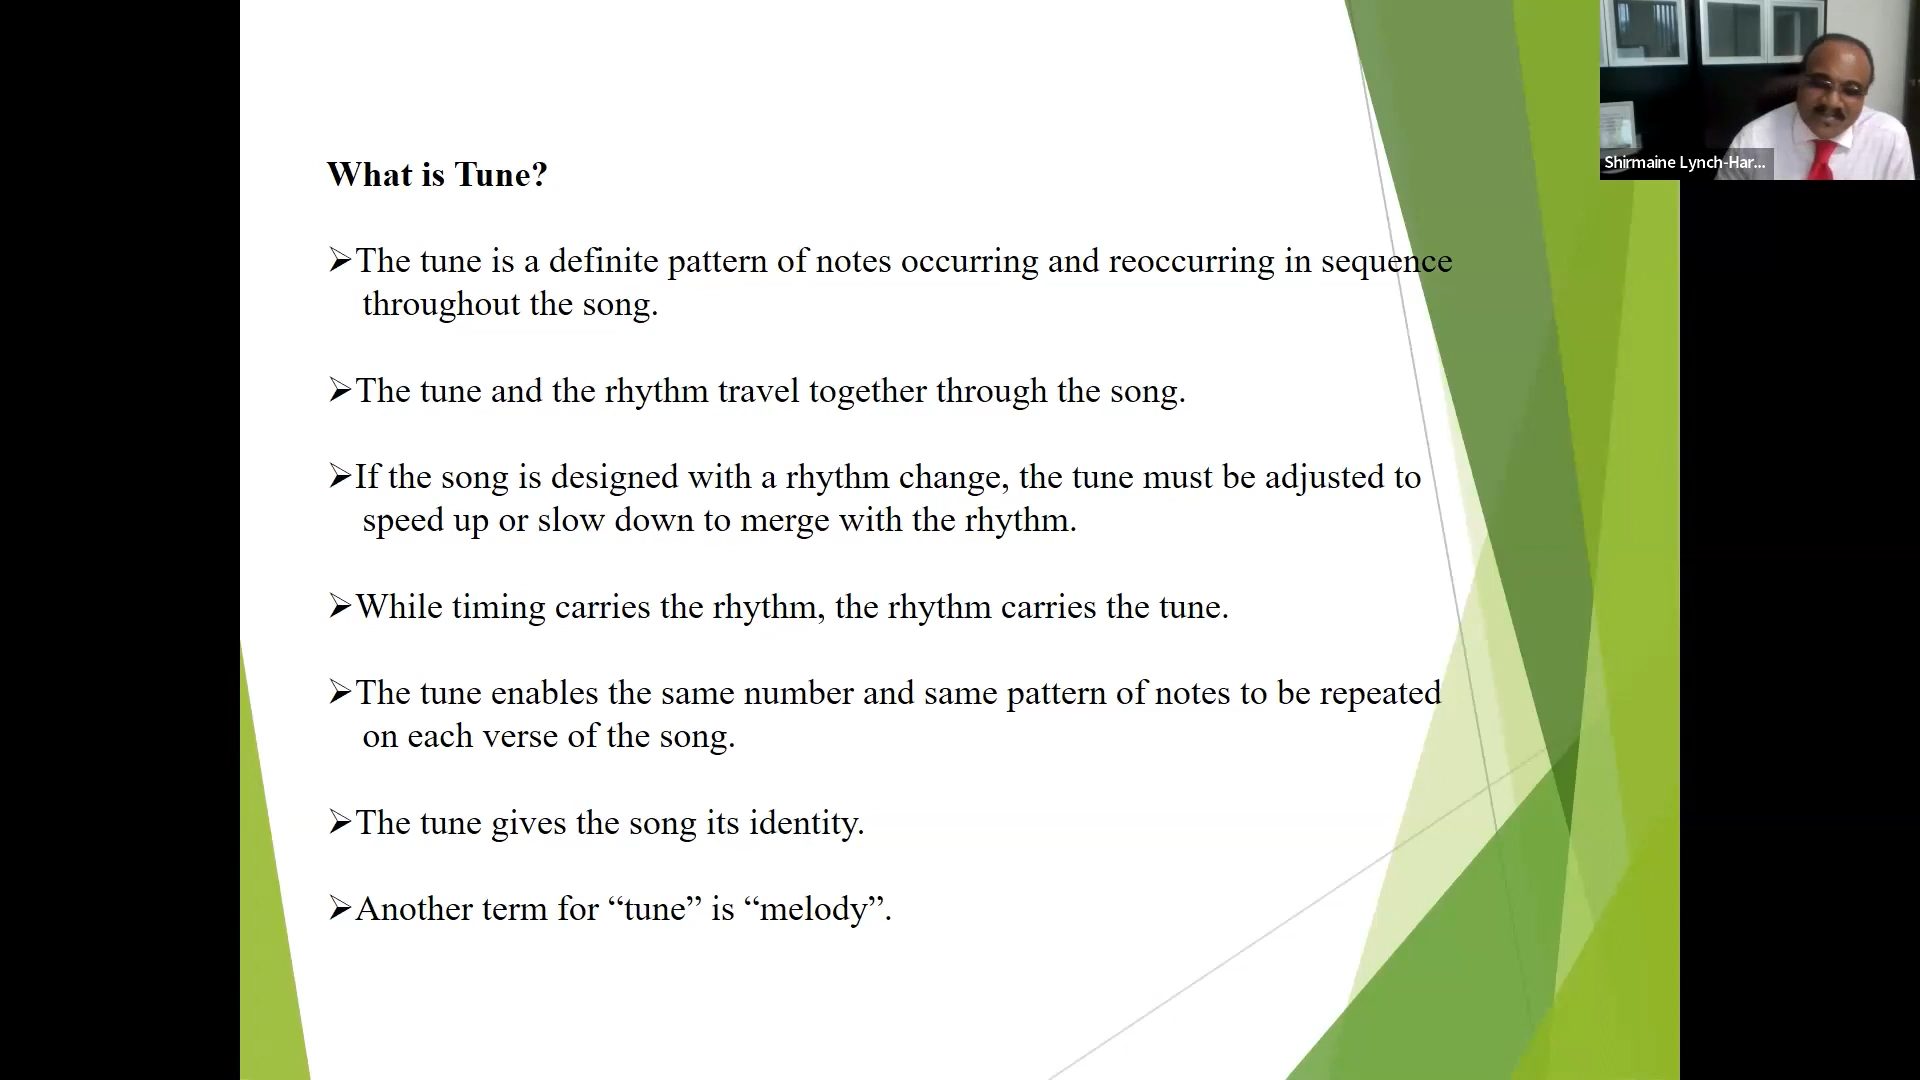 What is Tune?
➢The tune is a definite pattern of notes occurring and reoccurring in sequence
throughout the song.
➢The tune and the rhythm travel together through the song.
➢If the song is designed with a rhythm change, the tune must be adjusted to
speed up or slow down to merge with the rhythm.
➢While timing carries the rhythm, the rhythm carries the tune.
➢The tune enables the same number and same pattern of notes to be repeated
on each verse of the song.
➢The tune gives the song its identity.
➢Another term for “tune” is “melody”.
Shirmaine Lynch-Har...